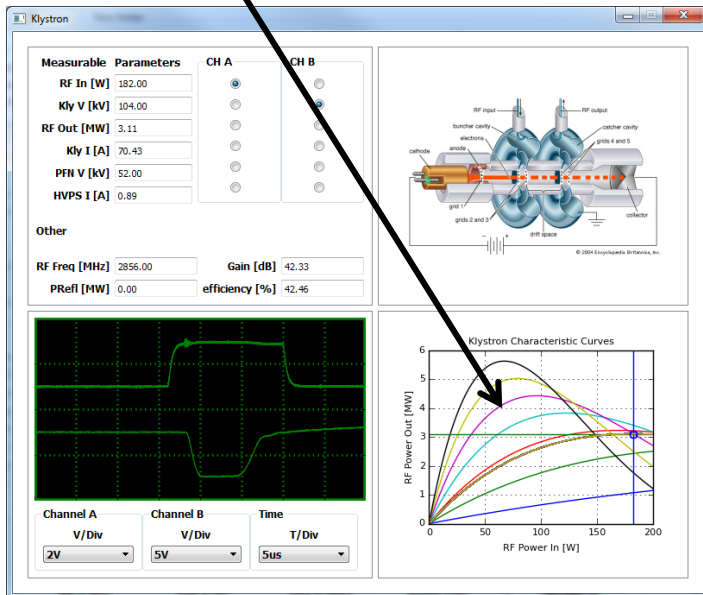 Klystron
Measurable Parameters CH A CH B
RF In [W] 182.00
Kly V [kV] 104.00
RF Out [MW] 3.11
Kly I [A] 70.43
PFN V [kV] 52.00
HVPS I [A] 0.89
Other
RF Freq [MHz] 2856.00 Gain [dB] 42.33
PRefl [MW] 0.00 efficiency [%] 42.46
RF input
RF output
buncher cavity
catcher cavity
electrons
grids 4 and 5
anode
cathode
grid 1
grids 2 and 3
collector
drift space
© 2004 Encyclopædia Britannica, Inc.
Channel A Channel B Time
V/Div V/Div T/Div
2V 5V 5us
Klystron Characteristic Curves
6
5
4
3
2
1
0
RF Power Out [MW]
0 50 100 150 200
RF Power In [W]